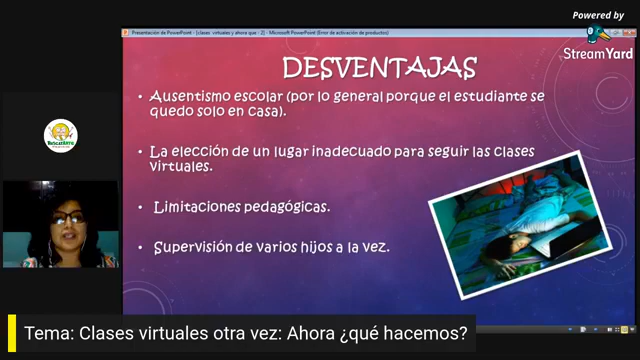 Powered by
StreamYard
Presentación de PowerPoint - [clases virtuales y ahora que : 2] - Microsoft PowerPoint (Error de activación de productos)
DESVENTAJAS
• Ausentismo escolar (por lo general porque el estudiante se
quedo solo en casa).
• La elección de un lugar inadecuado para seguir las clases
virtuales.
• Limitaciones pedagógicas.
• Supervisión de varios hijos a la vez.
Tema: Clases virtuales otra vez: Ahora ¿qué hacemos?